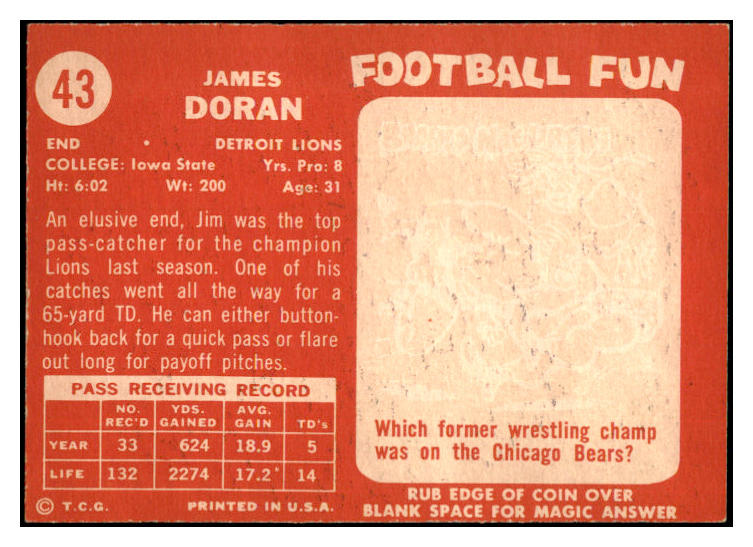 43
JAMES
DORAN
END • DETROIT LIONS
COLLEGE: Iowa State Yrs. Pro: 8
Ht: 6:02 Wt: 200 Age: 31
An elusive end, Jim was the top
pass-catcher for the champion
Lions last season. One of his
catches went all the way for a
65-yard TD. He can either button-
hook back for a quick pass or flare
out long for payoff pitches.
PASS RECEIVING RECORD
NO. REC'D YDS. GAINED AVG. GAIN TD's
YEAR 33 624 18.9 5
LIFE 132 2274 17.2 14
© T.C.G. PRINTED IN U.S.A.
FOOTBALL FUN
Which former wrestling champ
was on the Chicago Bears?
RUB EDGE OF COIN OVER
BLANK SPACE FOR MAGIC ANSWER